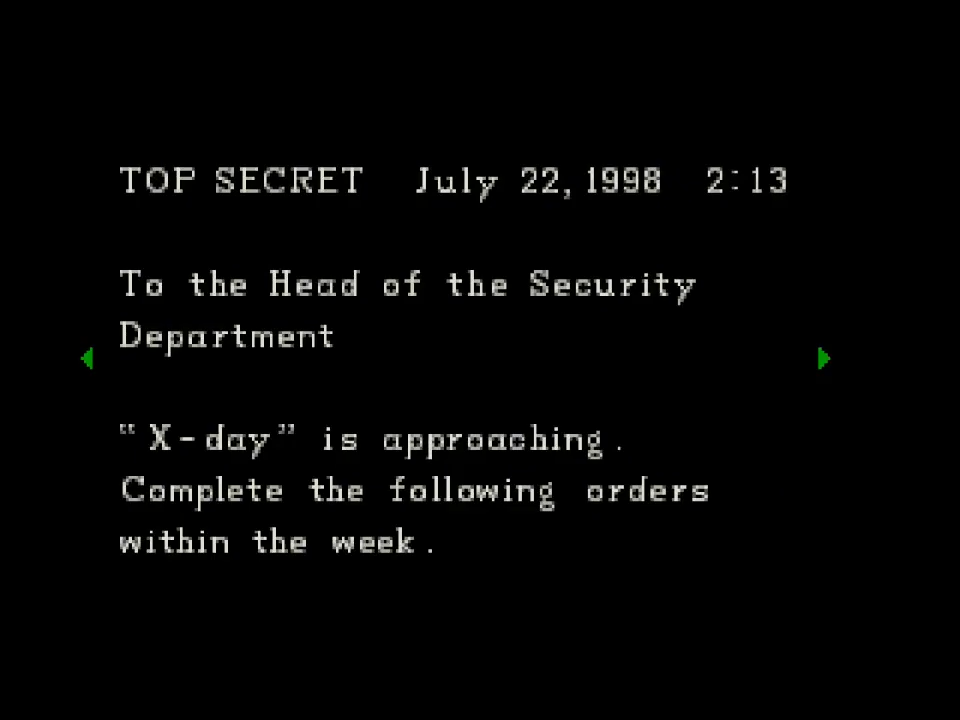 TOP SECRET July 22, 1998 2:13
To the Head of the Security
Department
“X-day” is approaching.
Complete the following orders
within the week.